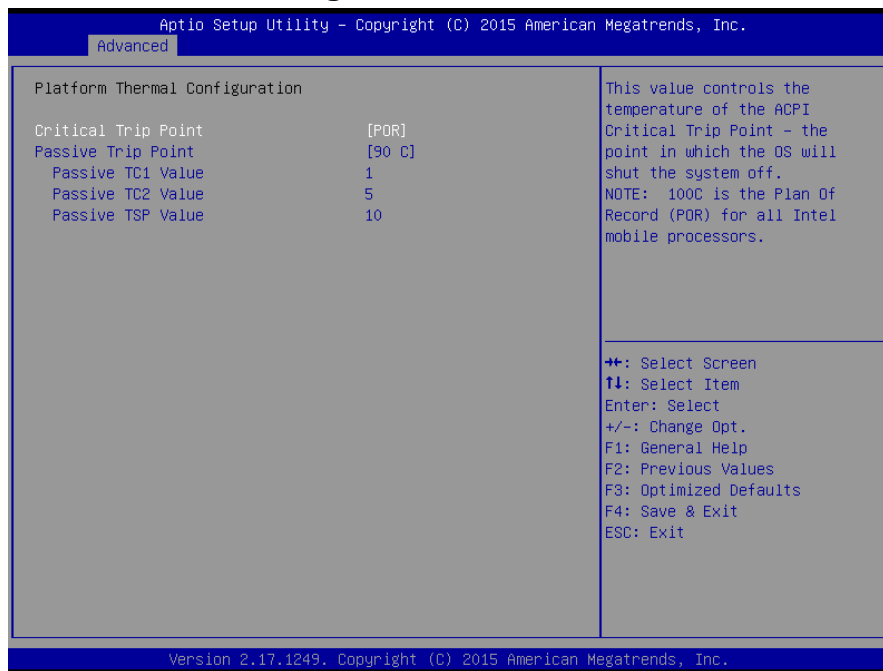 Aptio Setup Utility – Copyright (C) 2015 American Megatrends, Inc.
Advanced
Platform Thermal Configuration
Critical Trip Point [POR]
Passive Trip Point [90 C]
Passive TC1 Value 1
Passive TC2 Value 5
Passive TSP Value 10
This value controls the
temperature of the ACPI
Critical Trip Point – the
point in which the OS will
shut the system off.
NOTE: 100C is the Plan Of
Record (POR) for all Intel
mobile processors.
→←: Select Screen
↑↓: Select Item
Enter: Select
+/-: Change Opt.
F1: General Help
F2: Previous Values
F3: Optimized Defaults
F4: Save & Exit
ESC: Exit
Version 2.17.1249. Copyright (C) 2015 American Megatrends, Inc.